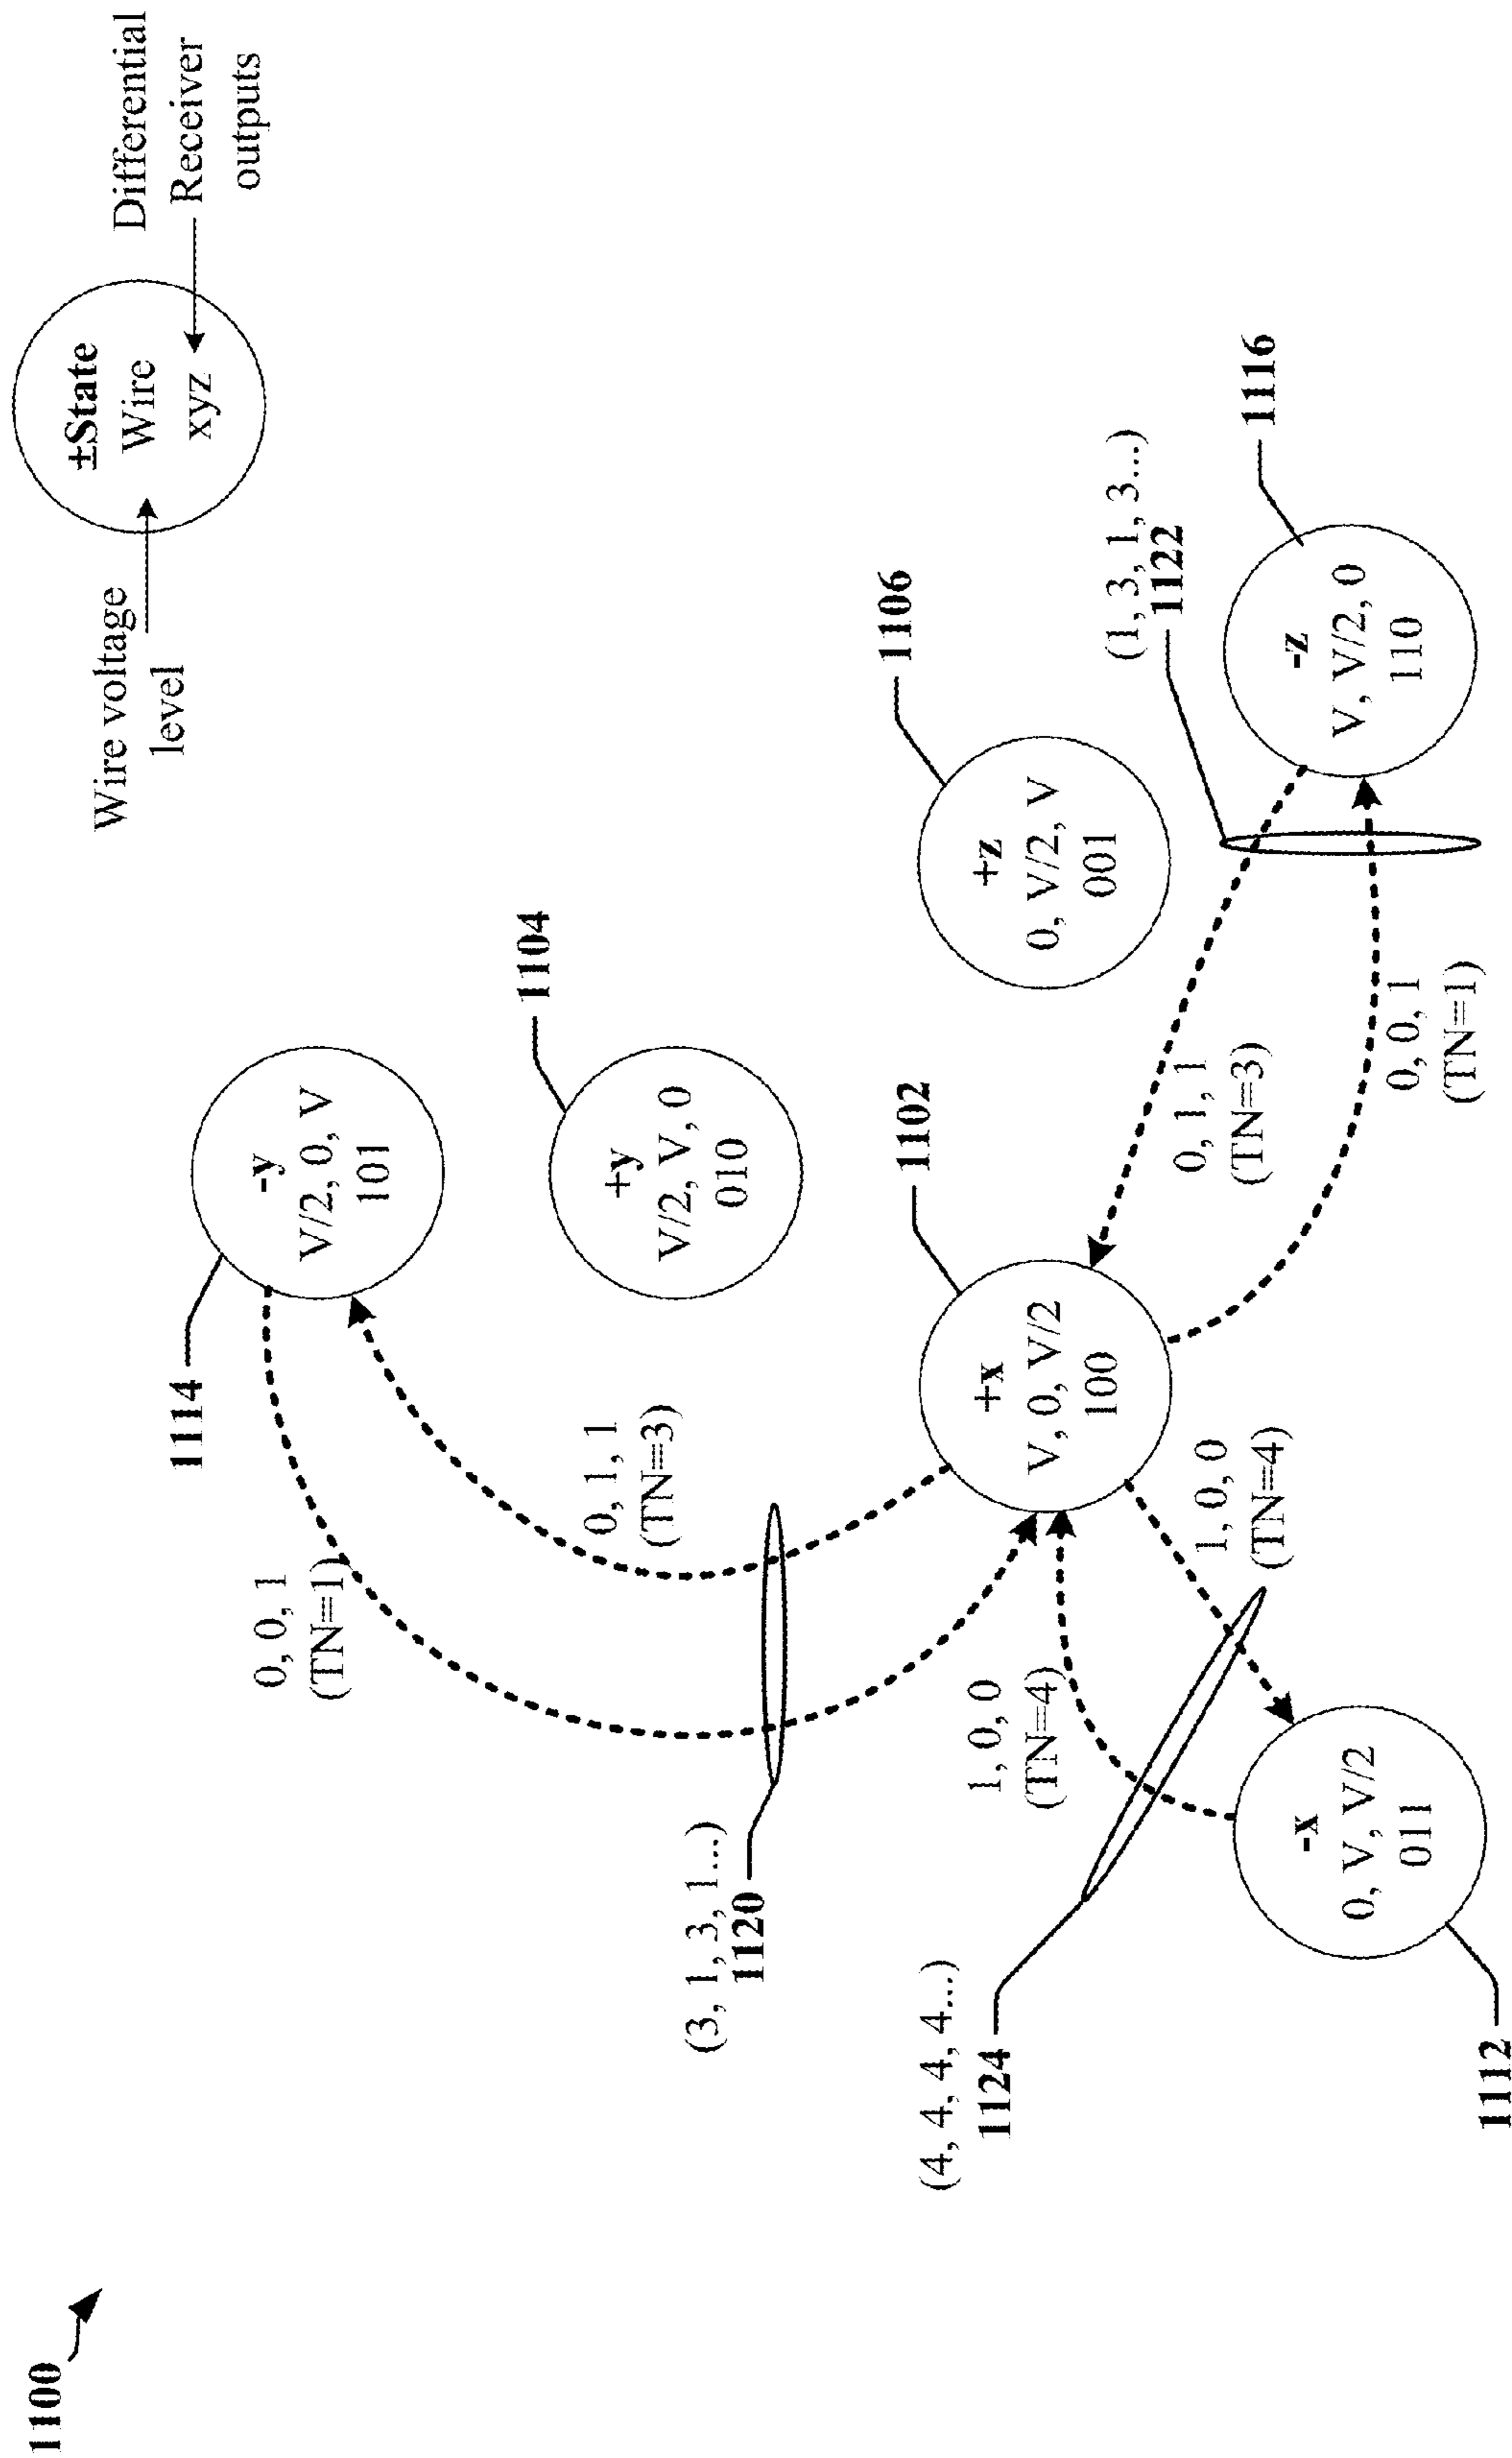 1100
Wire voltage
level
±State
Wire
xyz
Differential
Receiver
outputs
1114
-y
V/2, 0, V
101
0, 0, 1
(TN=1)
0, 1, 1
(TN=3)
1104
+y
V/2, V, 0
010
(3, 1, 3, 1...)
1120
1106
+z
0, V/2, V
001
1102
+x
V, 0, V/2
100
(4, 4, 4, 4...)
1124
1, 0, 0
(TN=4)
1, 0, 0
(TN=4)
0, 1, 1
(TN=3)
(1, 3, 1, 3...)
1122
1116
-z
V, V/2, 0
110
0, 0, 1
(TN=1)
-x
0, V, V/2
011
1112